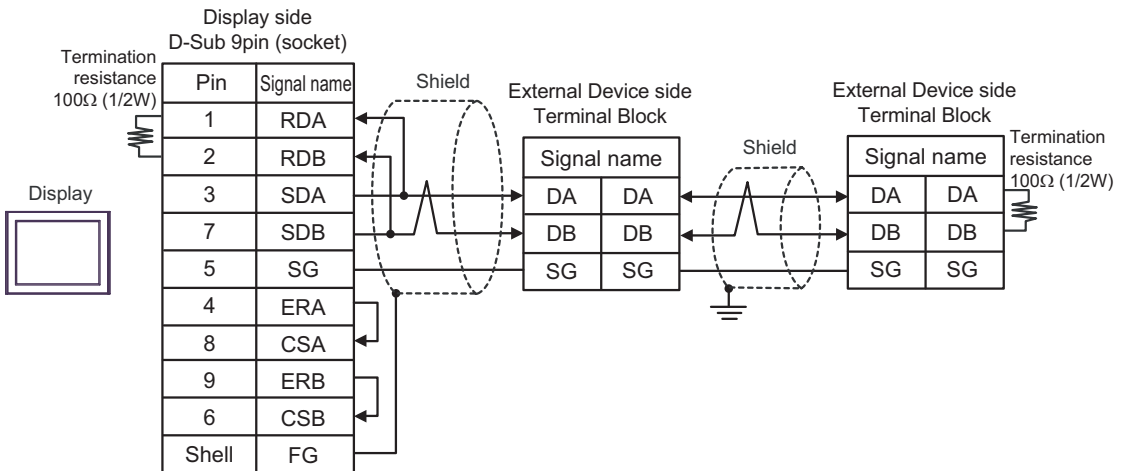 Display side
D-Sub 9pin (socket)
Termination
resistance
100Ω (1/2W)
Pin Signal name
1 RDA
2 RDB
3 SDA
7 SDB
5 SG
4 ERA
8 CSA
9 ERB
6 CSB
Shell FG
Display
Shield
External Device side
Terminal Block
Signal name
DA DA
DB DB
SG SG
Shield
External Device side
Terminal Block
Signal name
DA DA
DB DB
SG SG
Termination
resistance
100Ω (1/2W)